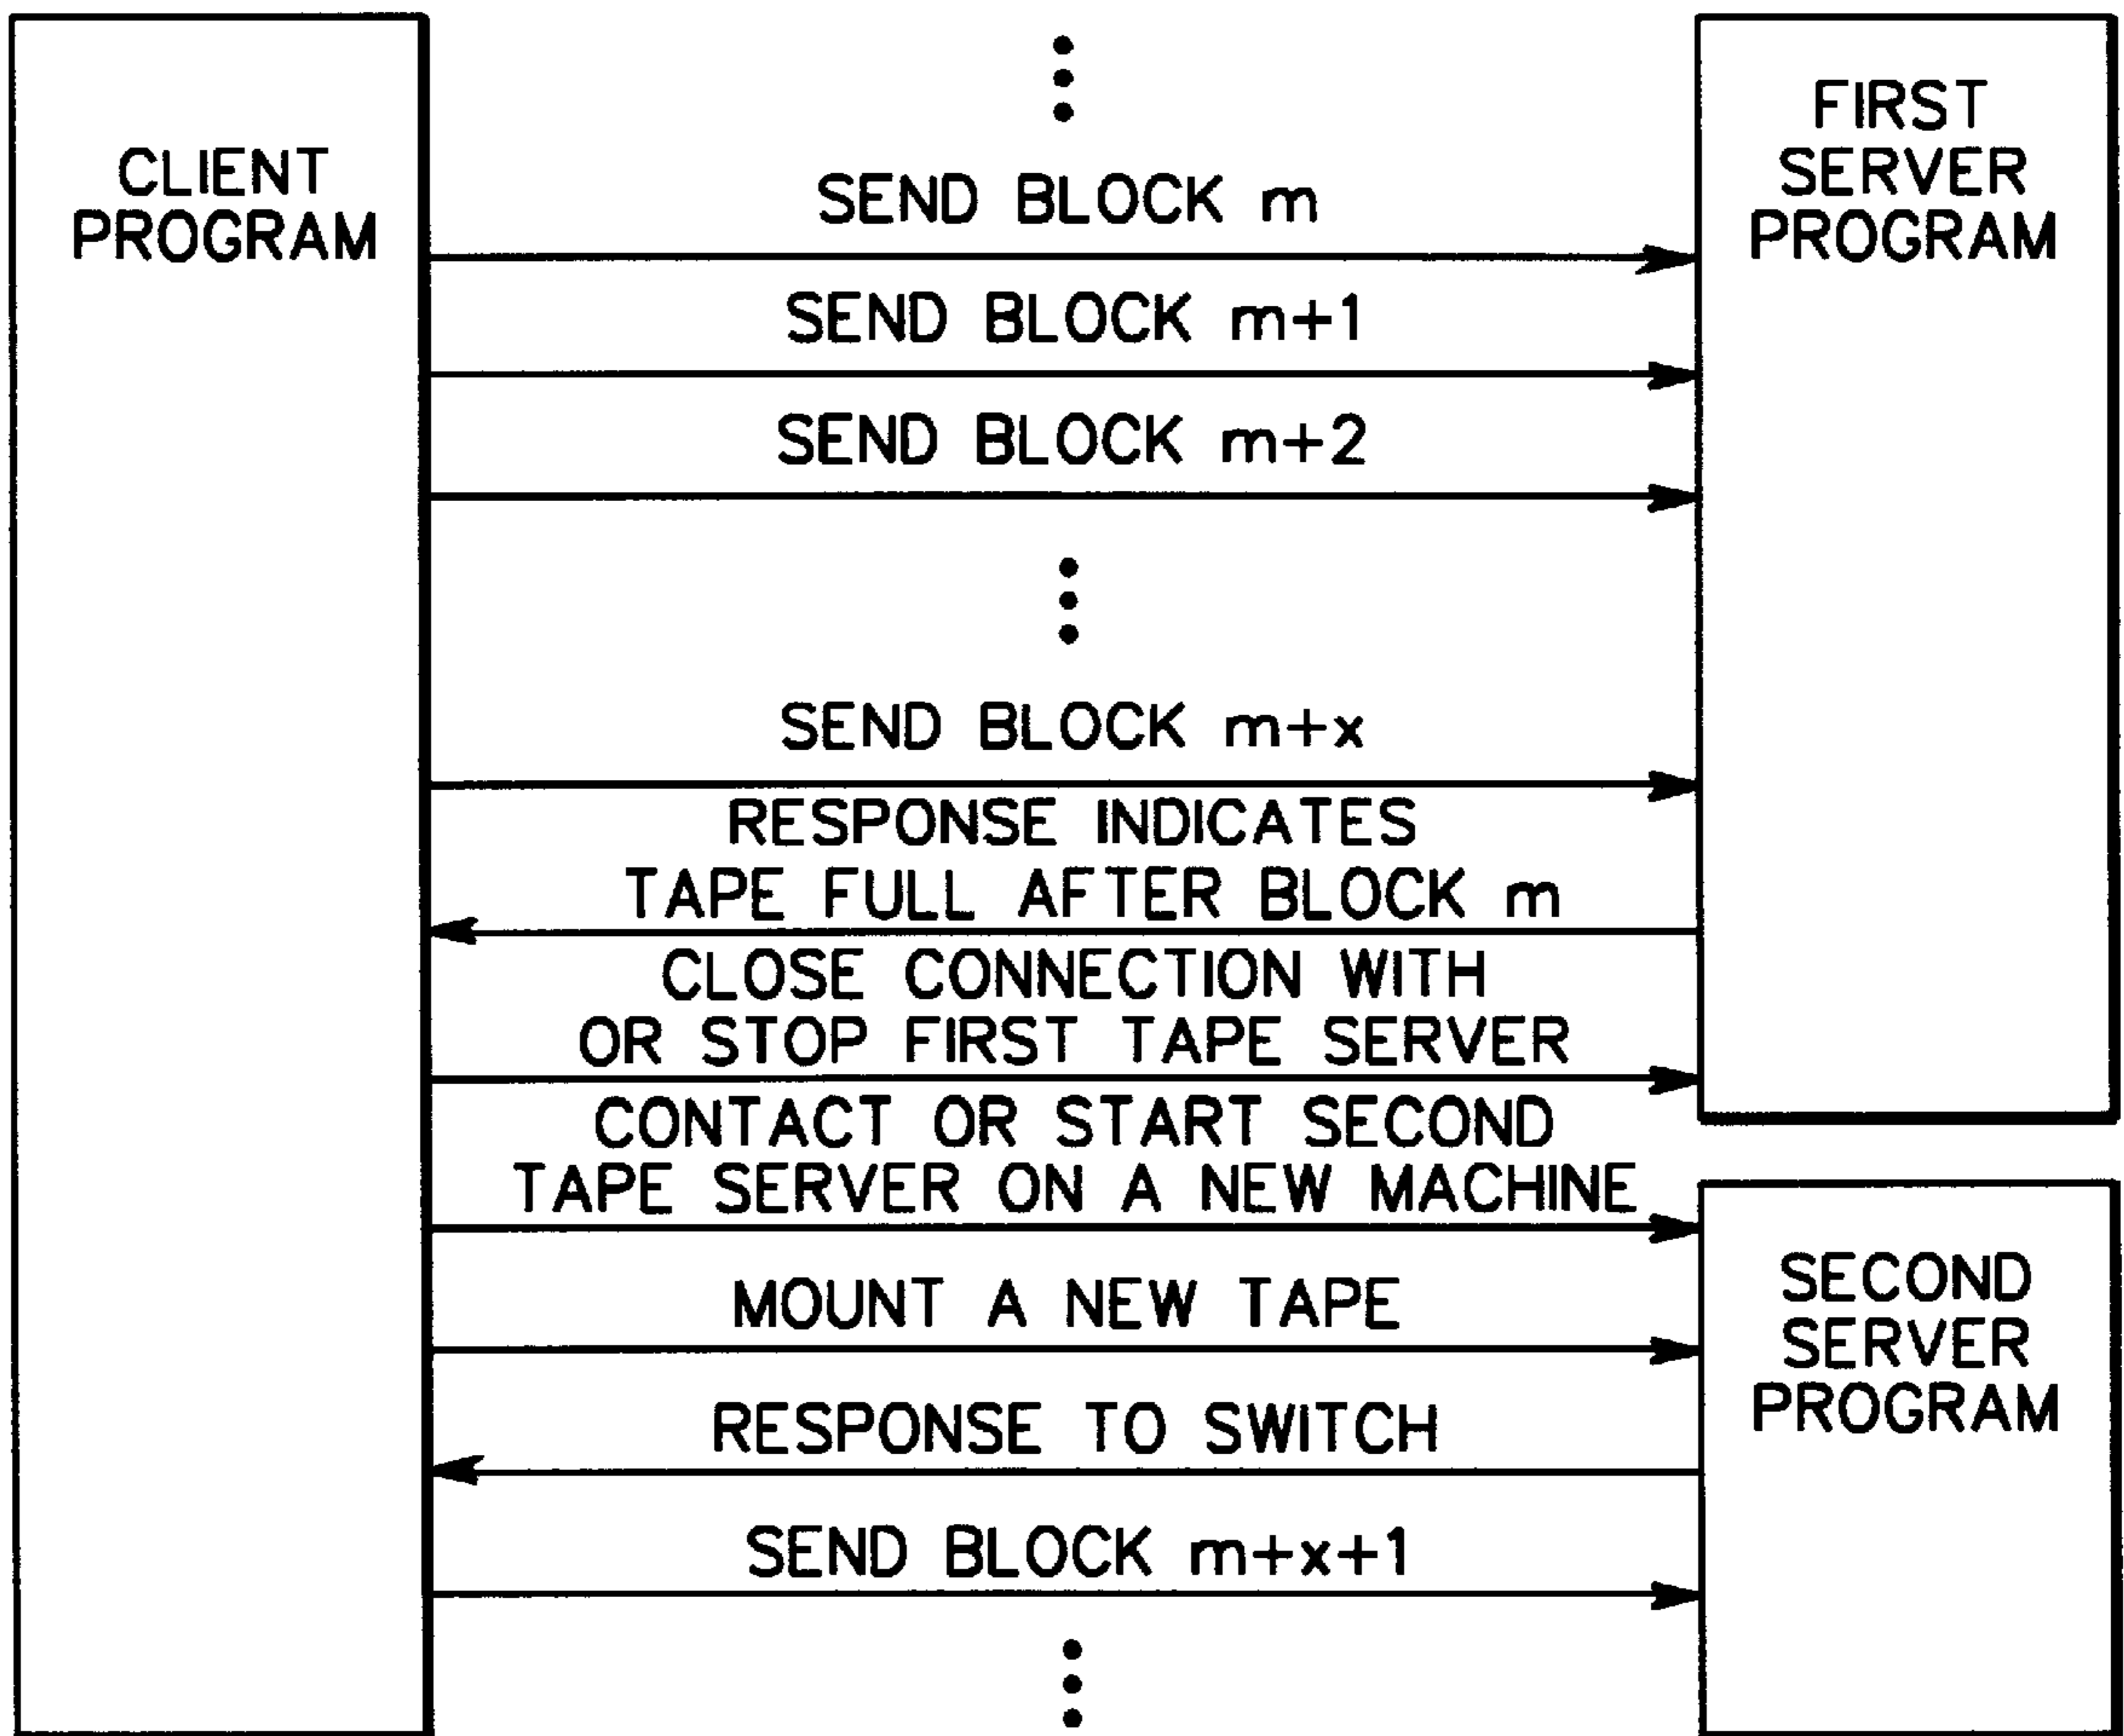 CLIENT
PROGRAM
FIRST
SERVER
PROGRAM
SEND BLOCK m
SEND BLOCK m+1
SEND BLOCK m+2
SEND BLOCK m+x
RESPONSE INDICATES
TAPE FULL AFTER BLOCK m
CLOSE CONNECTION WITH
OR STOP FIRST TAPE SERVER
CONTACT OR START SECOND
TAPE SERVER ON A NEW MACHINE
MOUNT A NEW TAPE
RESPONSE TO SWITCH
SEND BLOCK m+x+1
SECOND
SERVER
PROGRAM